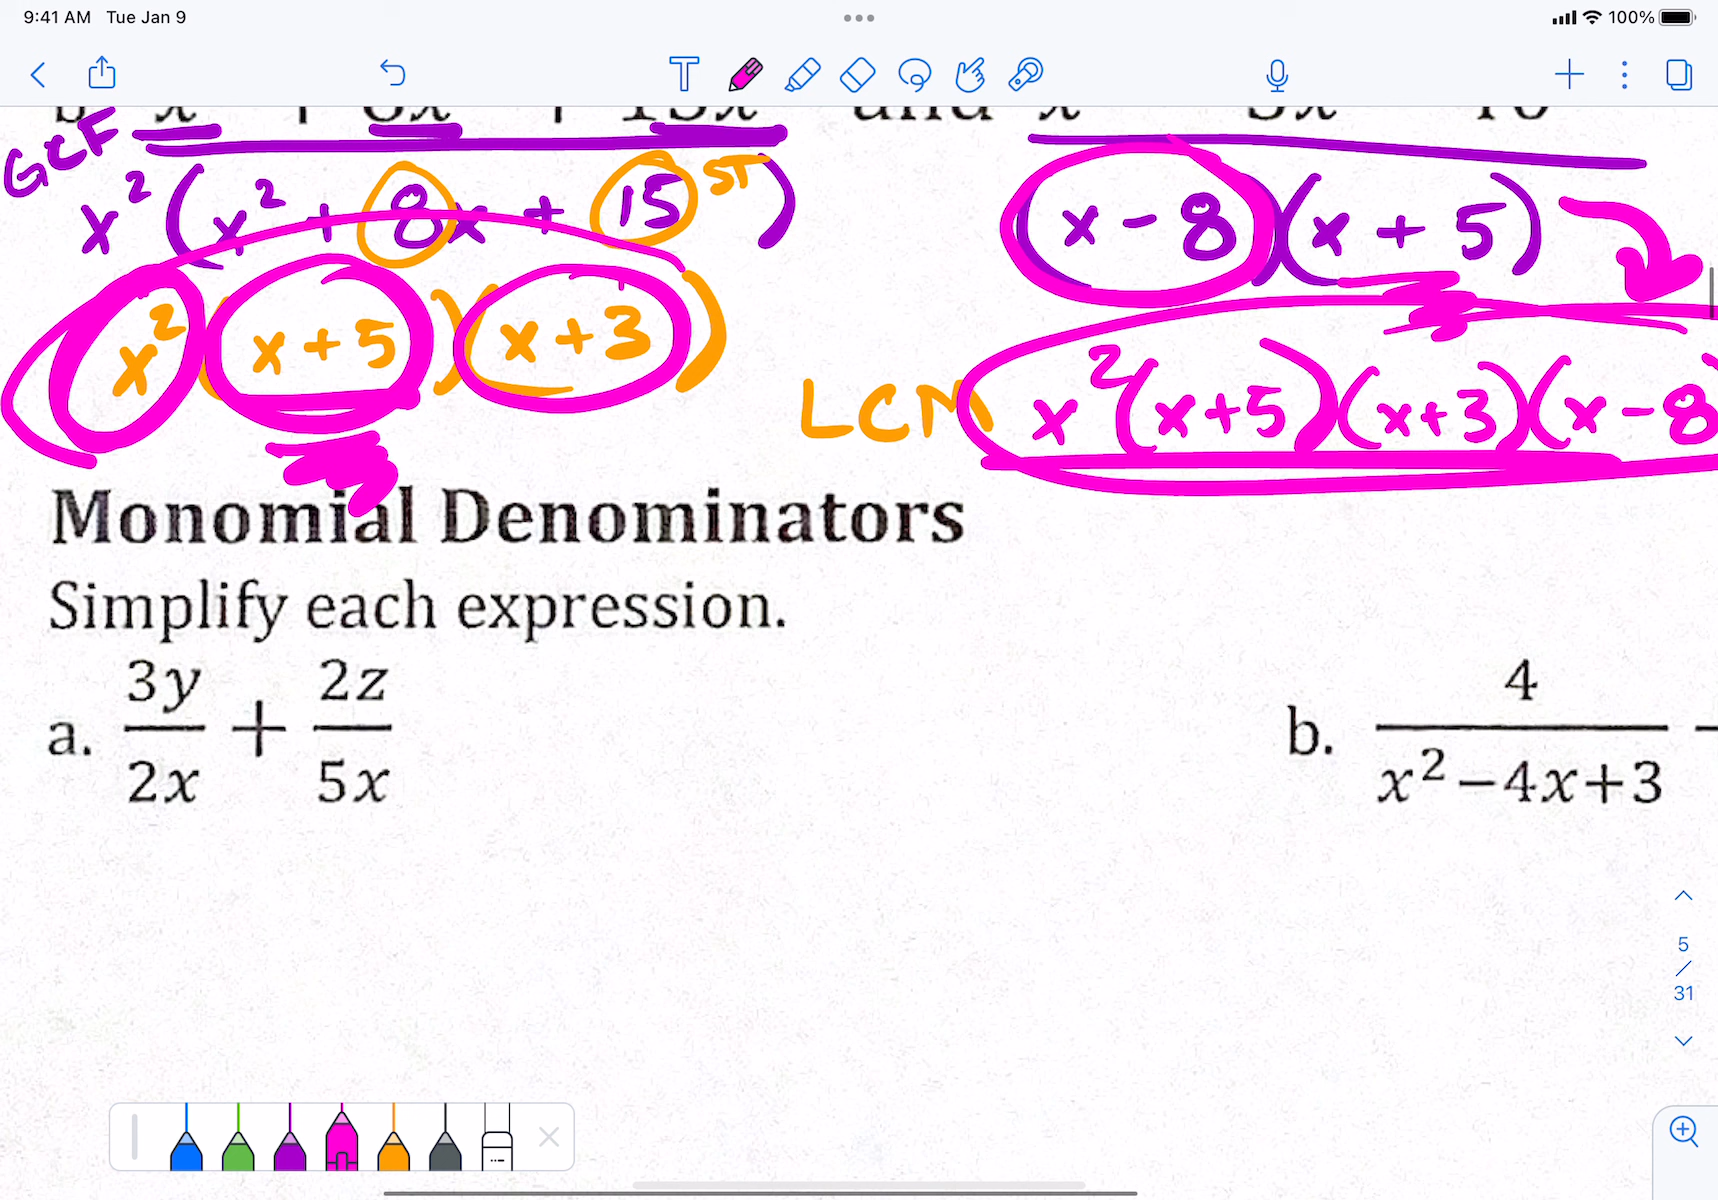 9:41 AM Tue Jan 9
100%
GCF
x²(x² + 8x + 15) ST
(x - 8)(x + 5)
x²(x + 5)(x + 3)
LCM x²(x+5)(x+3)(x-8
Monomial Denominators
Simplify each expression.
a. 3y/2x + 2z/5x
b. 4/x²-4x+3 -
5
/
31